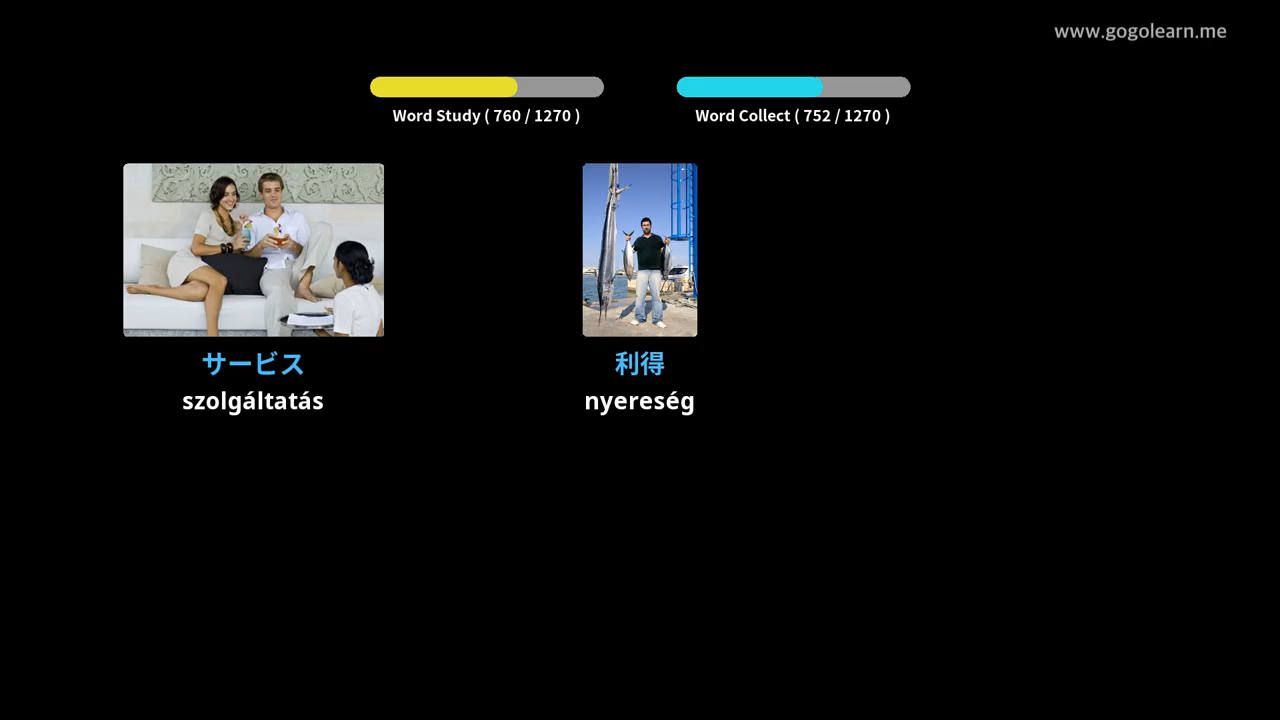 www.gogolearn.me
Word Study ( 760 / 1270 )
Word Collect ( 752 / 1270 )
サービス
szolgáltatás
利得
nyereség